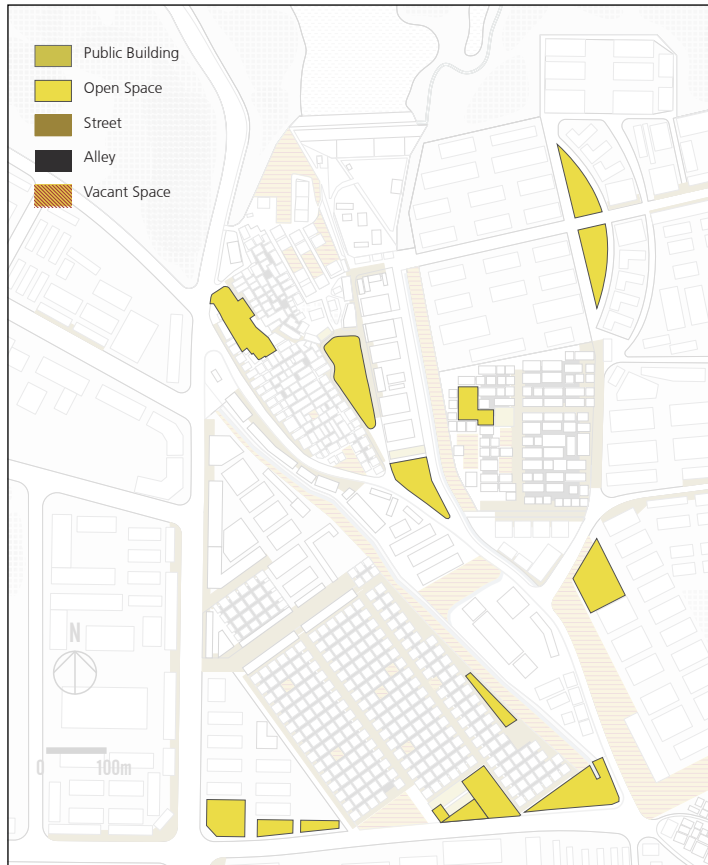 Public Building
Open Space
Street
Alley
Vacant Space
N
0 100m